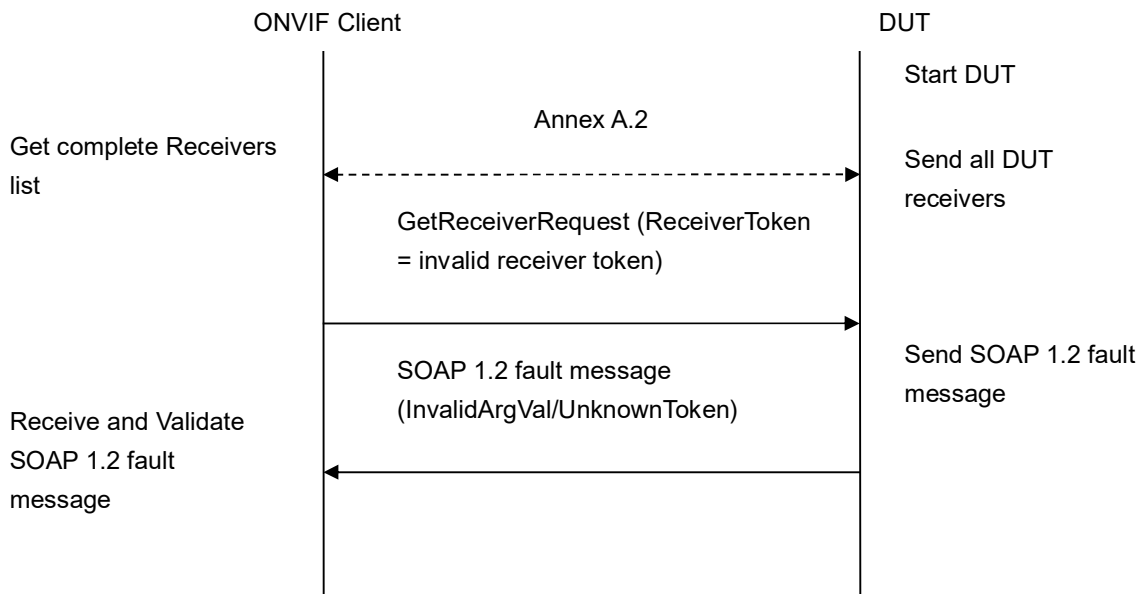 ONVIF Client
DUT
Start DUT
Annex A.2
Get complete Receivers
list
Send all DUT
receivers
GetReceiverRequest (ReceiverToken
= invalid receiver token)
Send SOAP 1.2 fault
message
SOAP 1.2 fault message
(InvalidArgVal/UnknownToken)
Receive and Validate
SOAP 1.2 fault
message